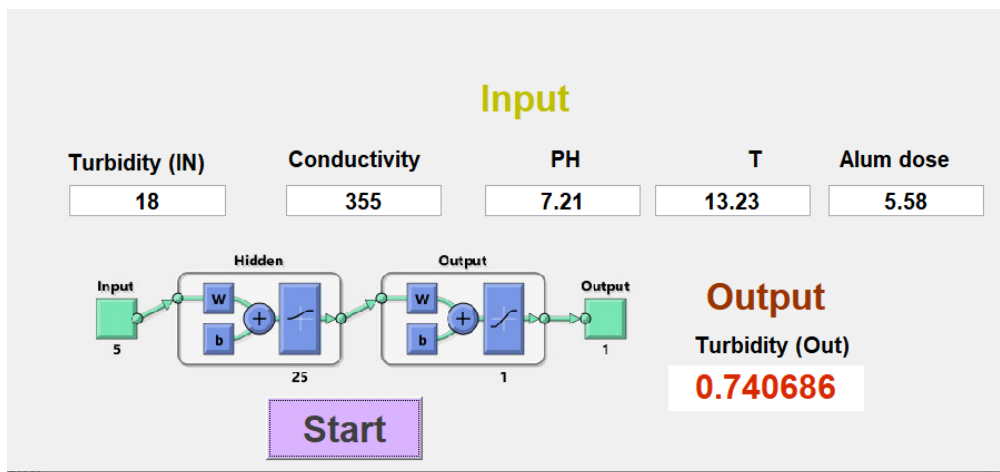 Input
Turbidity (IN) Conductivity PH T Alum dose
18 355 7.21 13.23 5.58
Hidden Output
Input Output
W W
b b
5 1
25 1
Output
Turbidity (Out)
0.740686
Start